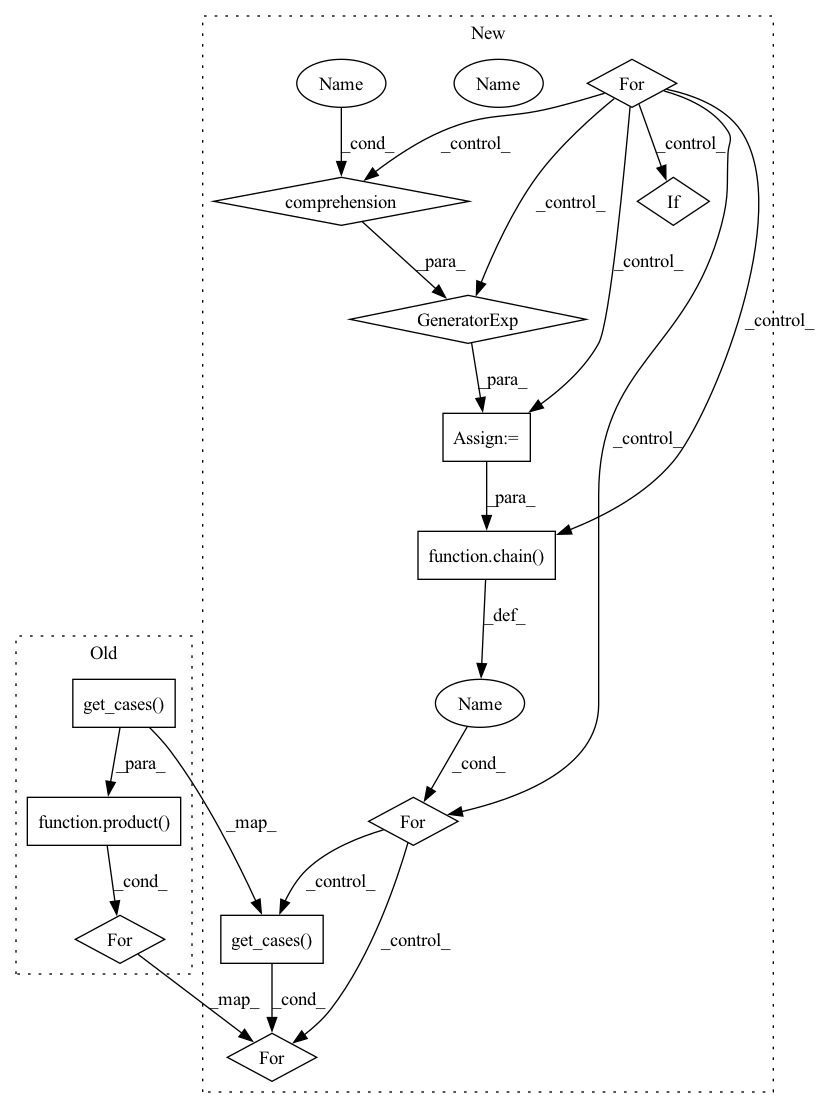 New
Name
Name
For
_cond_
_control_
_control_
comprehension
_control_
If
_para_
_control_
_control_
GeneratorExp
_para_
Assign:=
_control_
_para_
function.chain()
_def_
Old
get_cases()
Name
_para_
_cond_
function.product()
_map_
For
_cond_
_control_
For
get_cases()
_control_
_map_
_cond_
For